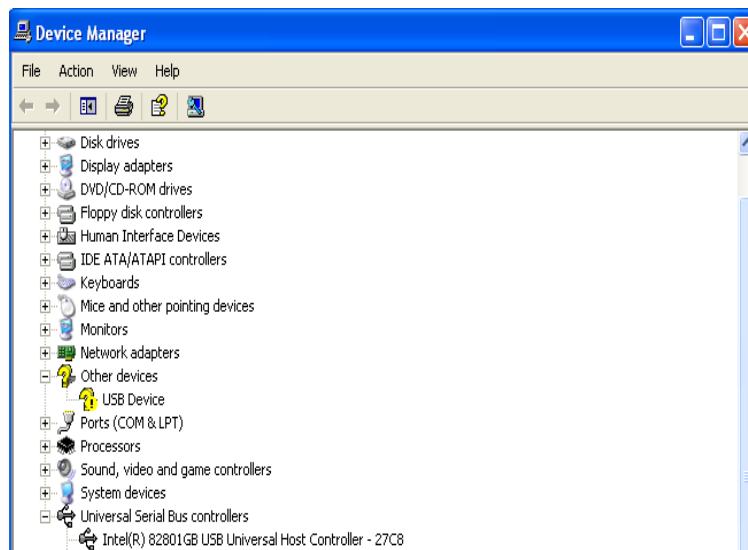 Device Manager
File Action View Help
Disk drives
Display adapters
DVD/CD-ROM drives
Floppy disk controllers
Human Interface Devices
IDE ATA/ATAPI controllers
Keyboards
Mice and other pointing devices
Monitors
Network adapters
Other devices
USB Device
Ports (COM & LPT)
Processors
Sound, video and game controllers
System devices
Universal Serial Bus controllers
Intel(R) 82801GB USB Universal Host Controller - 27C8